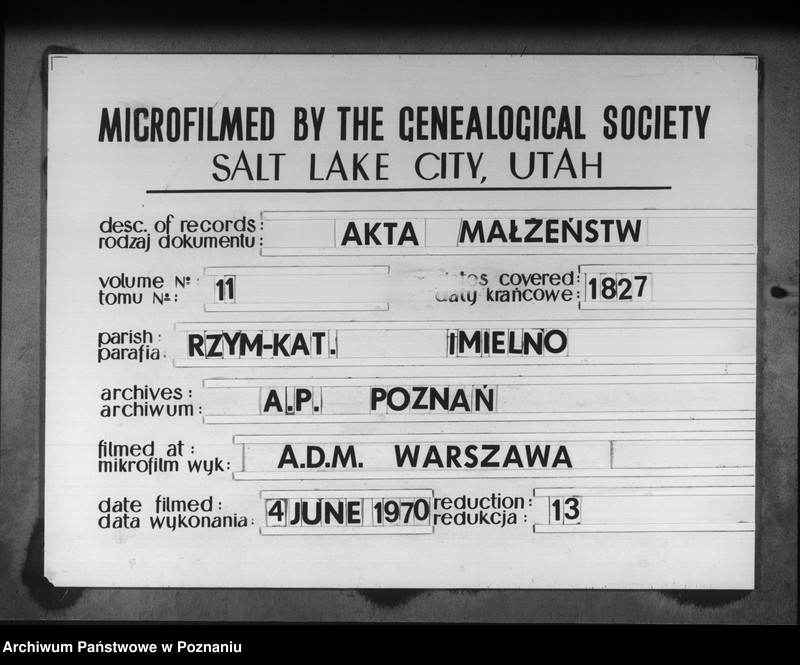 MICROFILMED BY THE GENEALOGICAL SOCIETY
SALT LAKE CITY, UTAH
desc. of records: AKTA MAŁŻEŃSTW
rodzaj dokumentu:
volume No: 11 covered: 1827
tomu No: daty krańcowe:
parish: RZYM-KAT. IMIELNO
parafia:
archives: A.P. POZNAŃ
archiwum:
filmed at: A.D.M. WARSZAWA
mikrofilm wyk:
date filmed: 4 JUNE 1970 reduction: 13
data wykonania: redukcja:
Archiwum Państwowe w Poznaniu